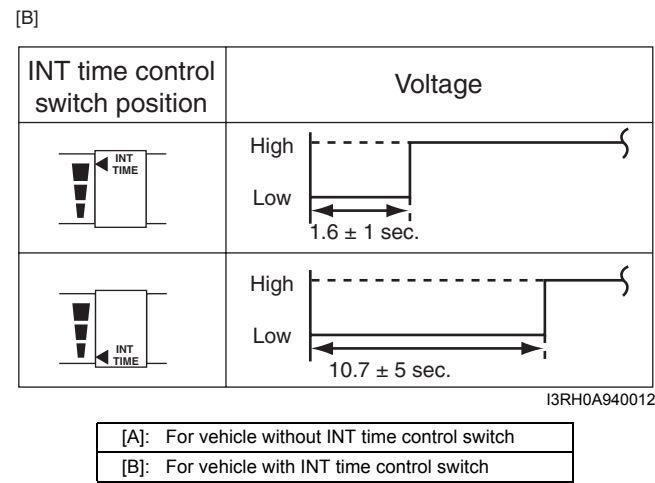 [B]
INT time control
switch position
Voltage
INT
TIME
High
Low
1.6 ± 1 sec.
INT
TIME
High
Low
10.7 ± 5 sec.
I3RH0A940012
[A]: For vehicle without INT time control switch
[B]: For vehicle with INT time control switch